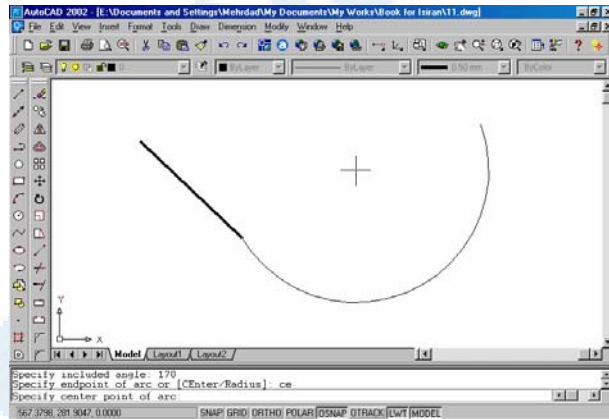 AutoCAD 2002 - [E:\Documents and Settings\Mehrdad\My Documents\My Works\Book for Isiran\11.dwg]
File Edit View Insert Format Tools Draw Dimension Modify Window Help
0 ByLayer ByLayer 0.50 mm ByColor
Y
X
Model Layout1 Layout2
Specify included angle: 170
Specify endpoint of arc or [CEnter/Radius]: ce
Specify center point of arc:
567.3798, 281.9047, 0.0000 SNAP GRID ORTHO POLAR OSNAP OTRACK LWT MODEL